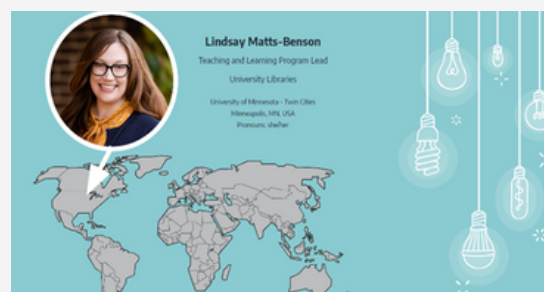 Lindsay Matts-Benson
Teaching and Learning Program Lead
University Libraries
University of Minnesota - Twin Cities
Minneapolis, MN, USA
Pronouns: she/her